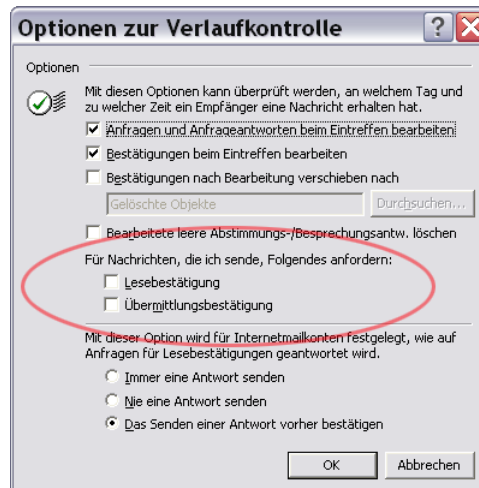 Optionen zur Verlaufkontrolle
Optionen
Mit diesen Optionen kann überprüft werden, an welchem Tag und
zu welcher Zeit ein Empfänger eine Nachricht erhalten hat.
Anfragen und Anfrageantworten beim Eintreffen bearbeiten
Bestätigungen beim Eintreffen bearbeiten
Bestätigungen nach Bearbeitung verschieben nach
Gelöschte Objekte
Durchsuchen...
Bearbeitete leere Abstimmungs-/Besprechungsantw. löschen
Für Nachrichten, die ich sende, Folgendes anfordern:
Lesebestätigung
Übermittlungsbestätigung
Mit dieser Option wird für Internetmailkonten festgelegt, wie auf
Anfragen für Lesebestätigungen geantwortet wird.
Immer eine Antwort senden
Nie eine Antwort senden
Das Senden einer Antwort vorher bestätigen
OK
Abbrechen